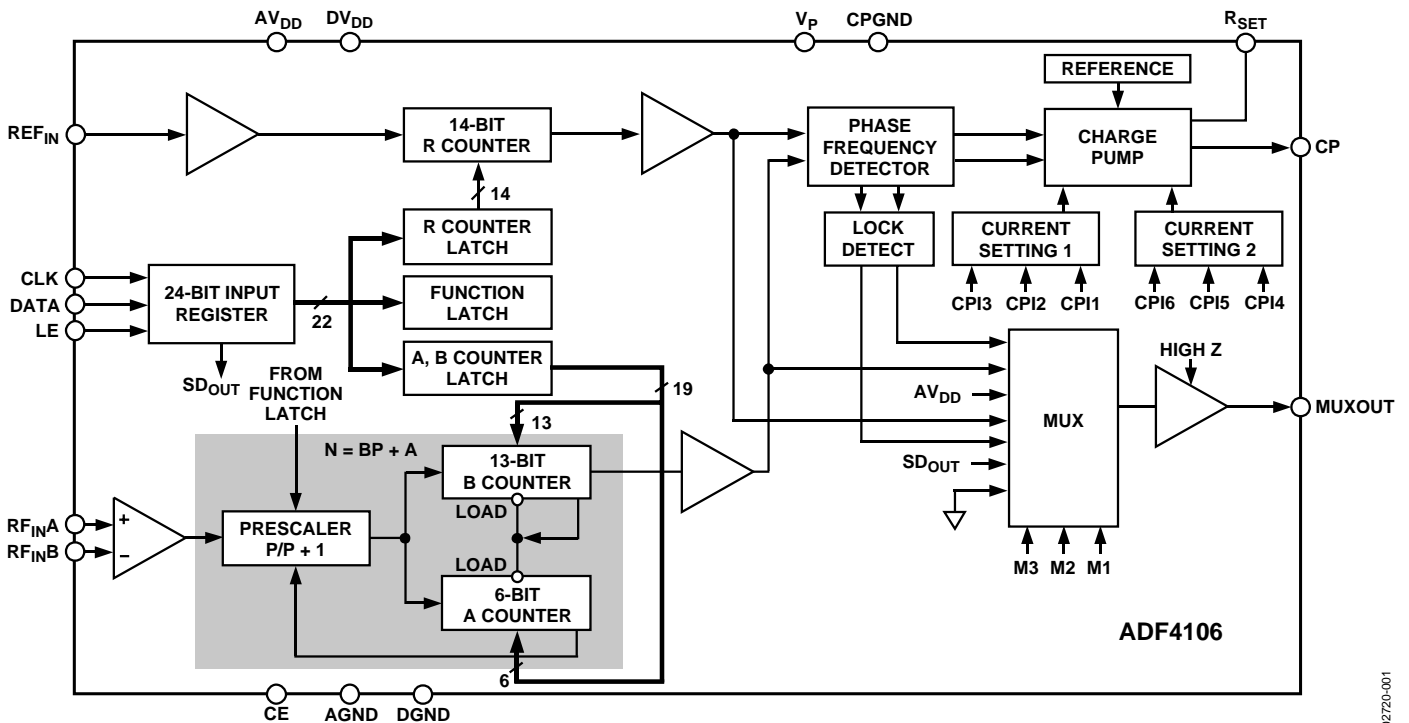 AVDD DVDD VP CPGND RSET
REFIN
14-BIT
R COUNTER
PHASE
FREQUENCY
DETECTOR
REFERENCE
CHARGE
PUMP
CP
14
R COUNTER
LATCH
LOCK
DETECT
CURRENT
SETTING 1
CURRENT
SETTING 2
CPI3 CPI2 CPI1
CPI6 CPI5 CPI4
CLK
DATA
LE
24-BIT INPUT
REGISTER
22
FUNCTION
LATCH
A, B COUNTER
LATCH
SDOUT
FROM
FUNCTION
LATCH
19
13
N = BP + A
13-BIT
B COUNTER
LOAD
RFINA
RFINB
+
–
PRESCALER
P/P + 1
LOAD
6-BIT
A COUNTER
6
AVDD
SDOUT
MUX
HIGH Z
MUXOUT
M3 M2 M1
ADF4106
CE AGND DGND
02720-001